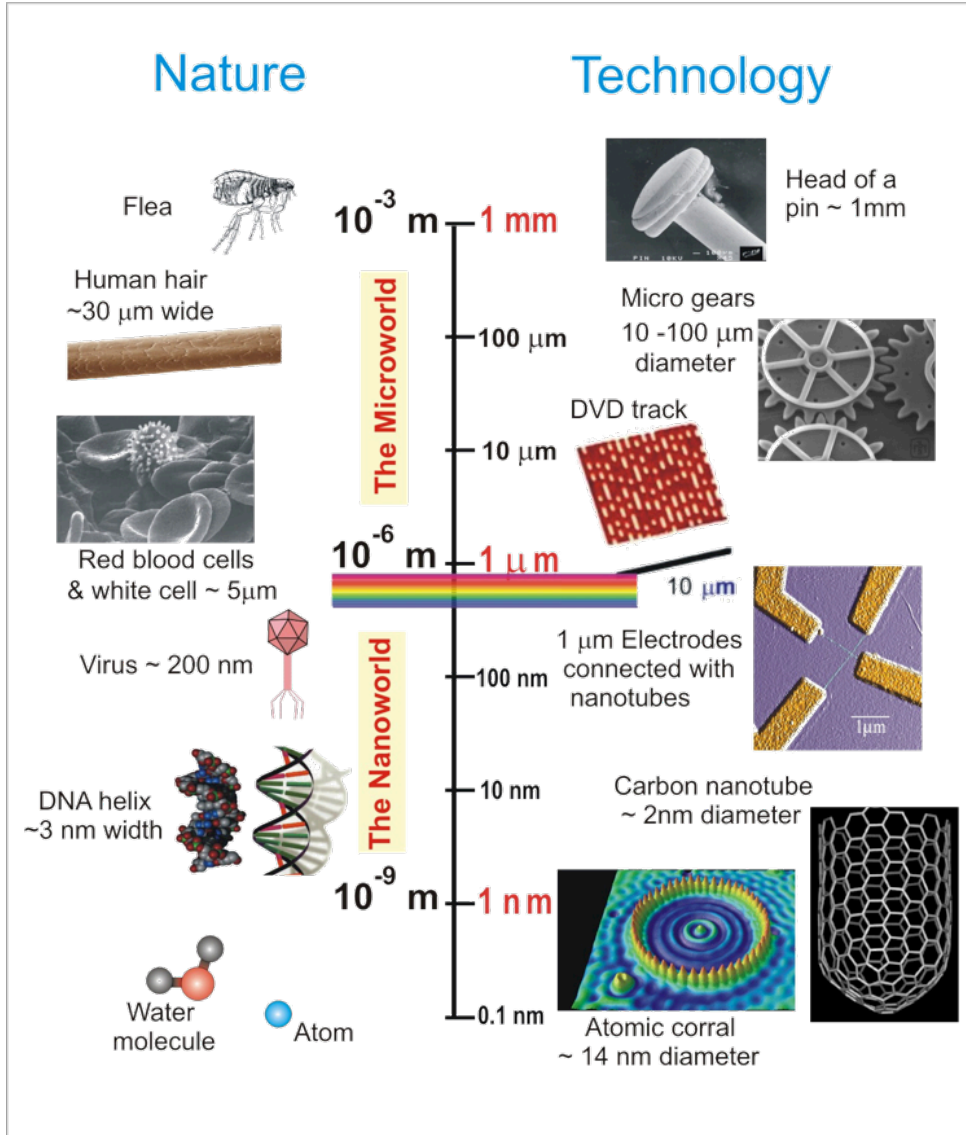 Nature
Technology
Flea
10⁻³ m
1 mm
Head of a
pin ~ 1mm
Human hair
~30 μm wide
The Microworld
100 μm
Micro gears
10 -100 μm
diameter
DVD track
10 μm
Red blood cells
& white cell ~ 5μm
10⁻⁶ m
1 μm
10 μm
Virus ~ 200 nm
The Nanoworld
100 nm
1 μm Electrodes
connected with
nanotubes
1μm
DNA helix
~3 nm width
10 nm
Carbon nanotube
~ 2nm diameter
10⁻⁹ m
1 nm
Water
molecule
Atom
0.1 nm
Atomic corral
~ 14 nm diameter